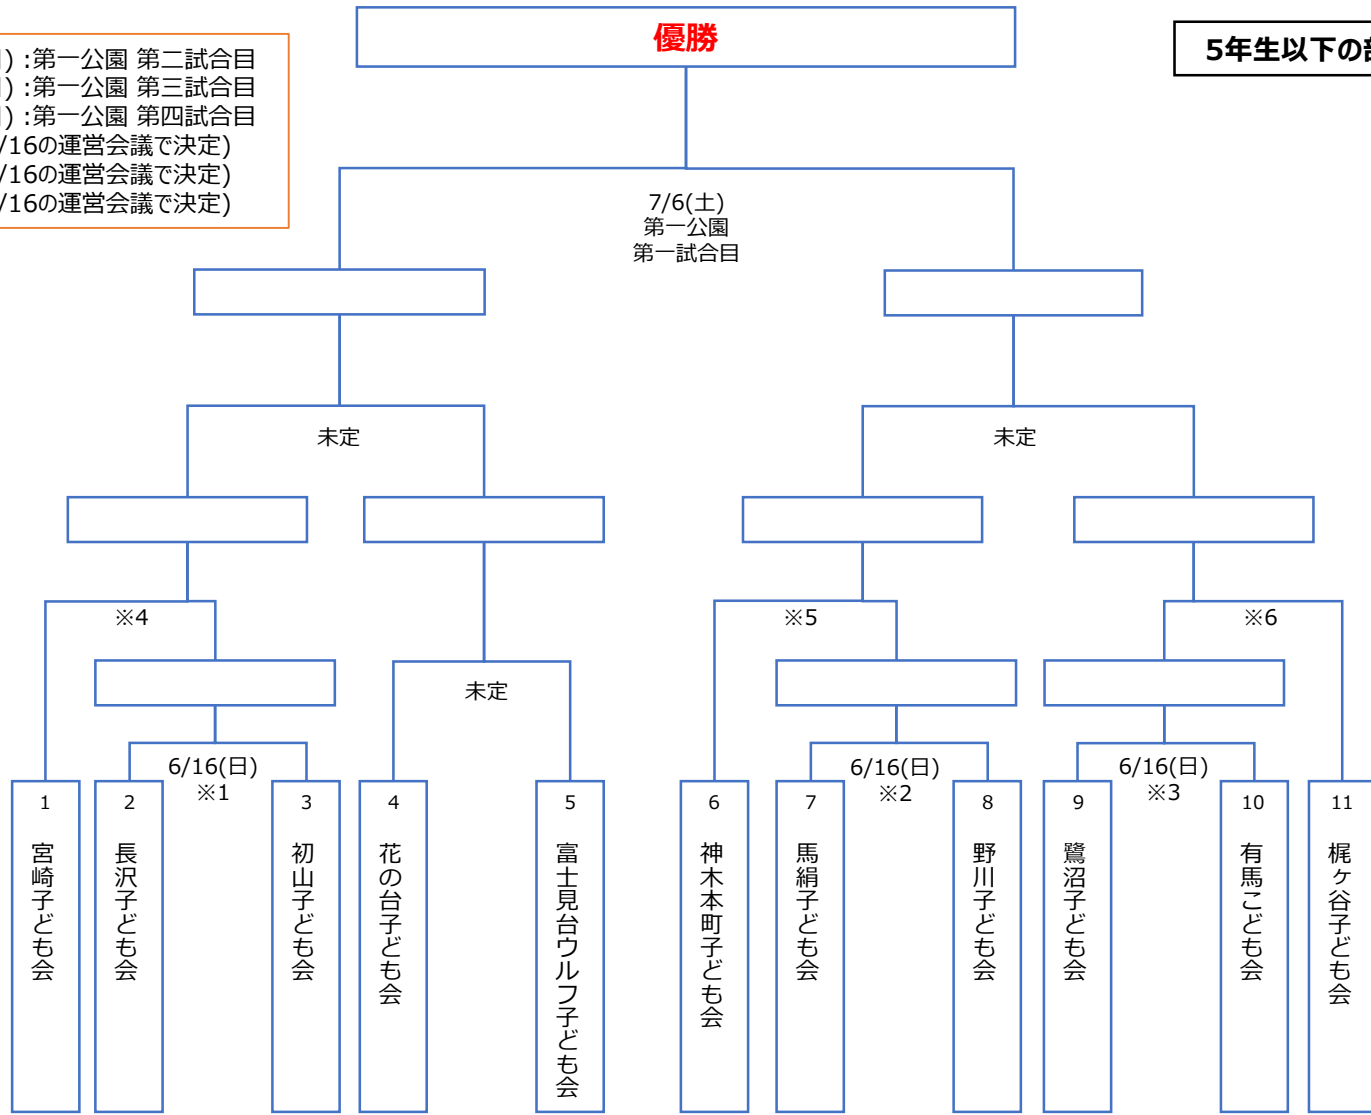 優勝
5年生以下の
) :第一公園 第二試合目
) :第一公園 第三試合目
) :第一公園 第四試合目
/16の運営会議で決定)
/16の運営会議で決定)
/16の運営会議で決定)
7/6(土)
第一公園
第一試合目
未定
未定
※4
※5
※6
未定
6/16(日)
※1
6/16(日)
※2
6/16(日)
※3
1
宮崎子ども会
2
長沢子ども会
3
初山子ども会
4
花の台子ども会
5
富士見台ウルフ子ども会
6
神木本町子ども会
7
馬絹子ども会
8
野川子ども会
9
鷺沼子ども会
10
有馬こども会
11
梶ヶ谷子ども会